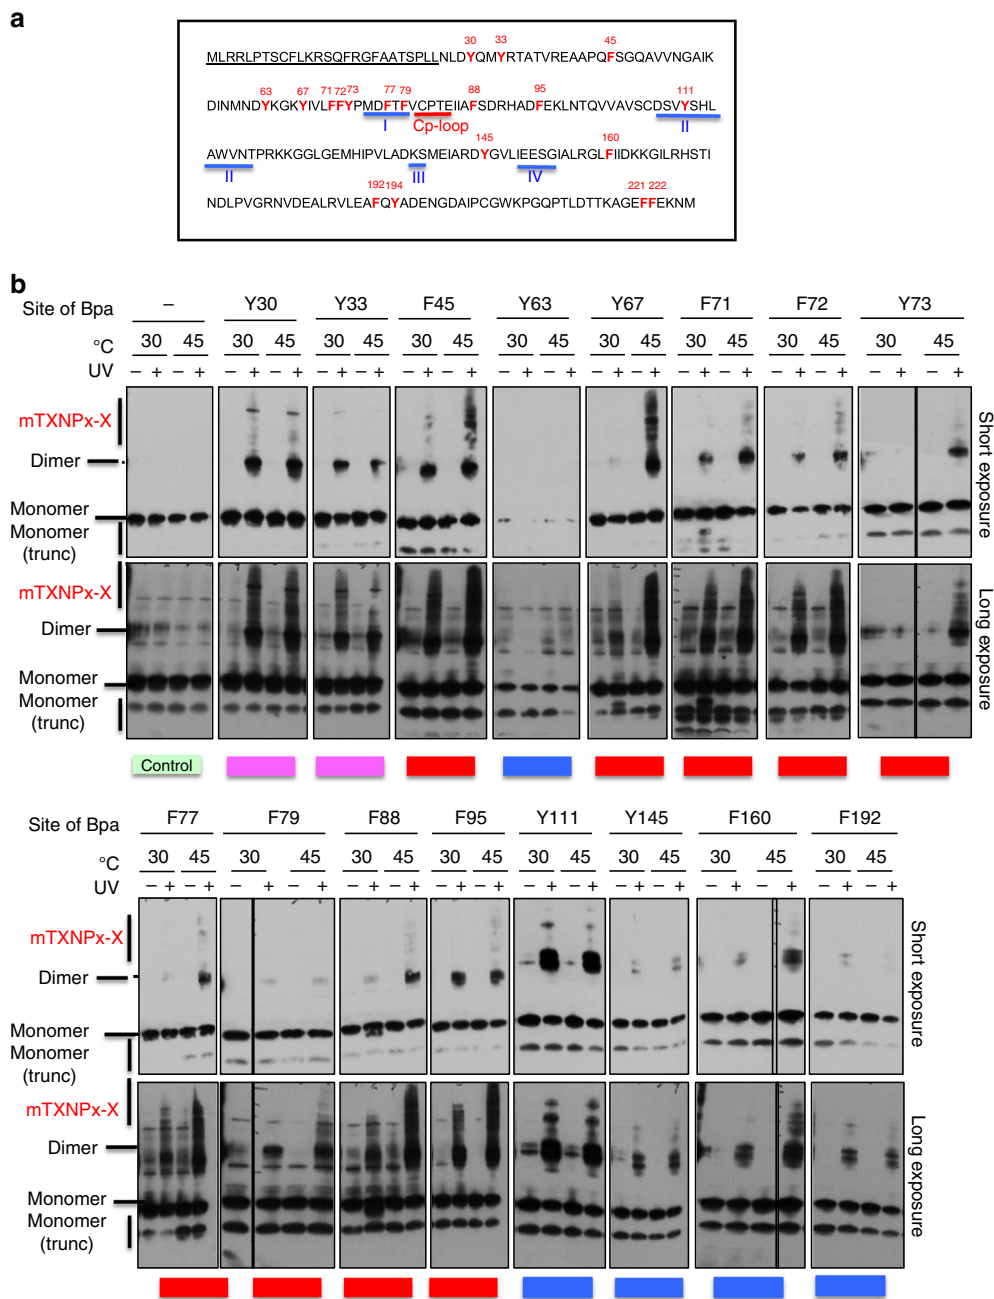 a
30 33 45
MLRRLPTSCFLKRSQFRGFAATSPLLNLDYQMYRTATVREAAPQFSGQAVVNGAIK
63 67 71 72 73 77 79 88 95 111
DINMNDYKGKYIVLFFYPMDFTFVCPTEIIAFSDRHADFEKLNTQVVAVSCDSVYSHL
I Cp-loop II
145 160
AWVNTPRKKGGLGEMHIPVLADKSMEIARDYGVLIEESGIALRGLFIIDKKGILRHSTI
II III IV
192 194 221 222
NDLPVGRNVDEALRVLEAFQYADENGDAIPCGWKPGQPTLDTTKAGEFFEKNM
b
Site of Bpa – Y30 Y33 F45 Y63 Y67 F71 F72 Y73
°C 30 45 30 45 30 45 30 45 30 45 30 45 30 45 30 45 30 45
UV – + – + – + – + – + – + – + – + – + – + – + – + – + – + – + – + – + – +
mTXNPx-X
Dimer
Monomer
Monomer
(trunc)
Short exposure
mTXNPx-X
Dimer
Monomer
Monomer
(trunc)
Long exposure
Control
Site of Bpa F77 F79 F88 F95 Y111 Y145 F160 F192
°C 30 45 30 45 30 45 30 45 30 45 30 45 30 45 30 45
UV – + – + – + – + – + – + – + – + – + – + – + – + – + – + – + – +
mTXNPx-X
Dimer
Monomer
Monomer
(trunc)
Short exposure
mTXNPx-X
Dimer
Monomer
Monomer
(trunc)
Long exposure